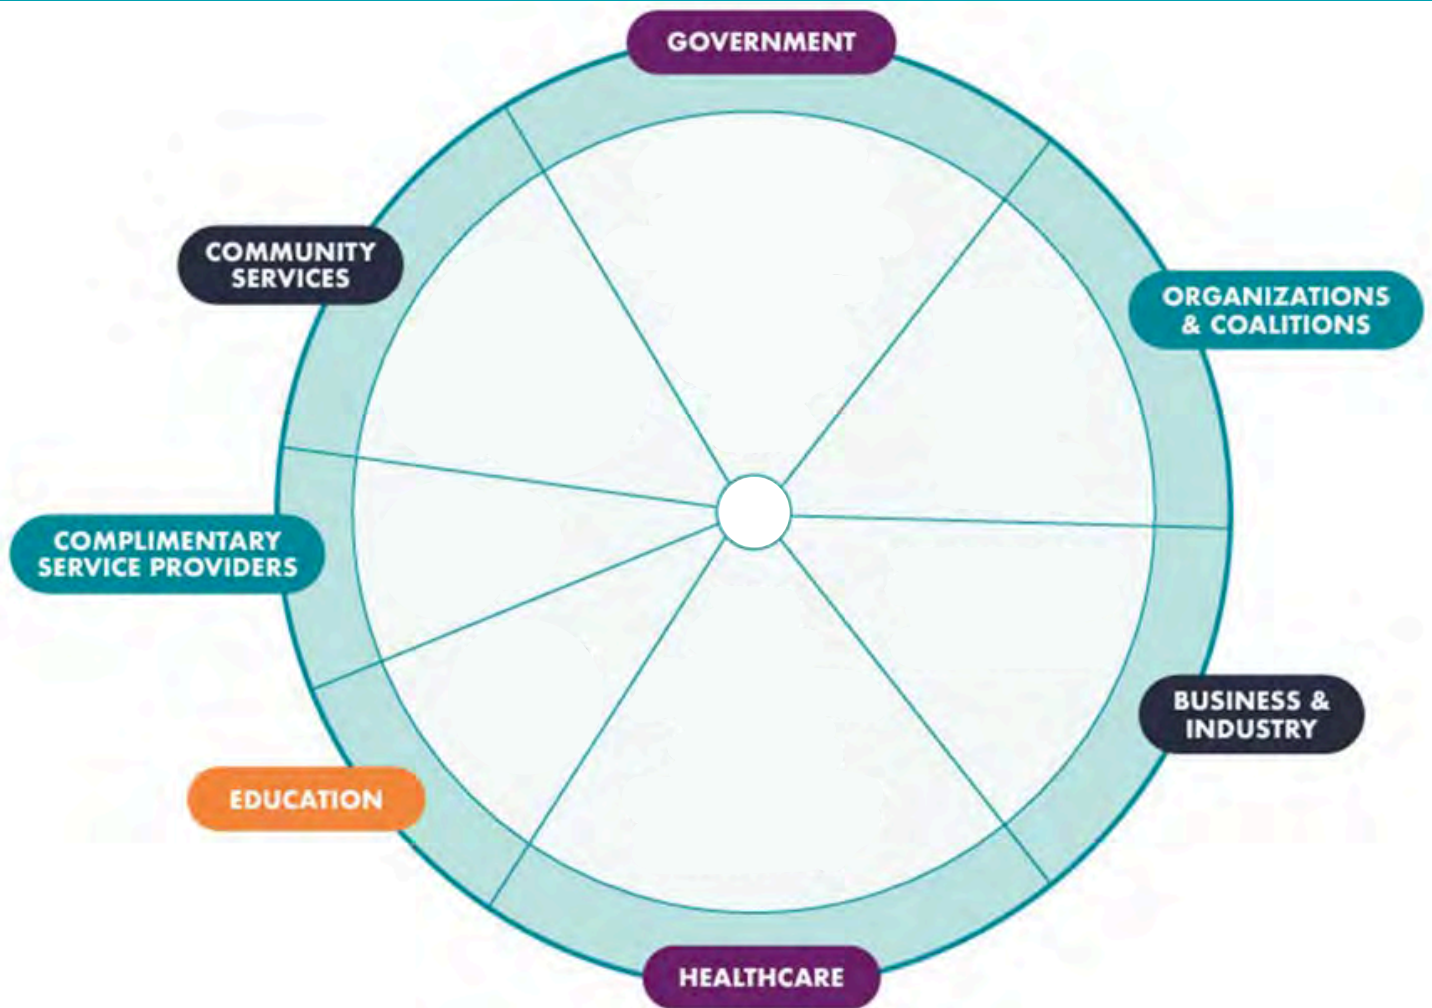 GOVERNMENT
COMMUNITY
SERVICES
ORGANIZATIONS
& COALITIONS
COMPLIMENTARY
SERVICE PROVIDERS
BUSINESS &
INDUSTRY
EDUCATION
HEALTHCARE